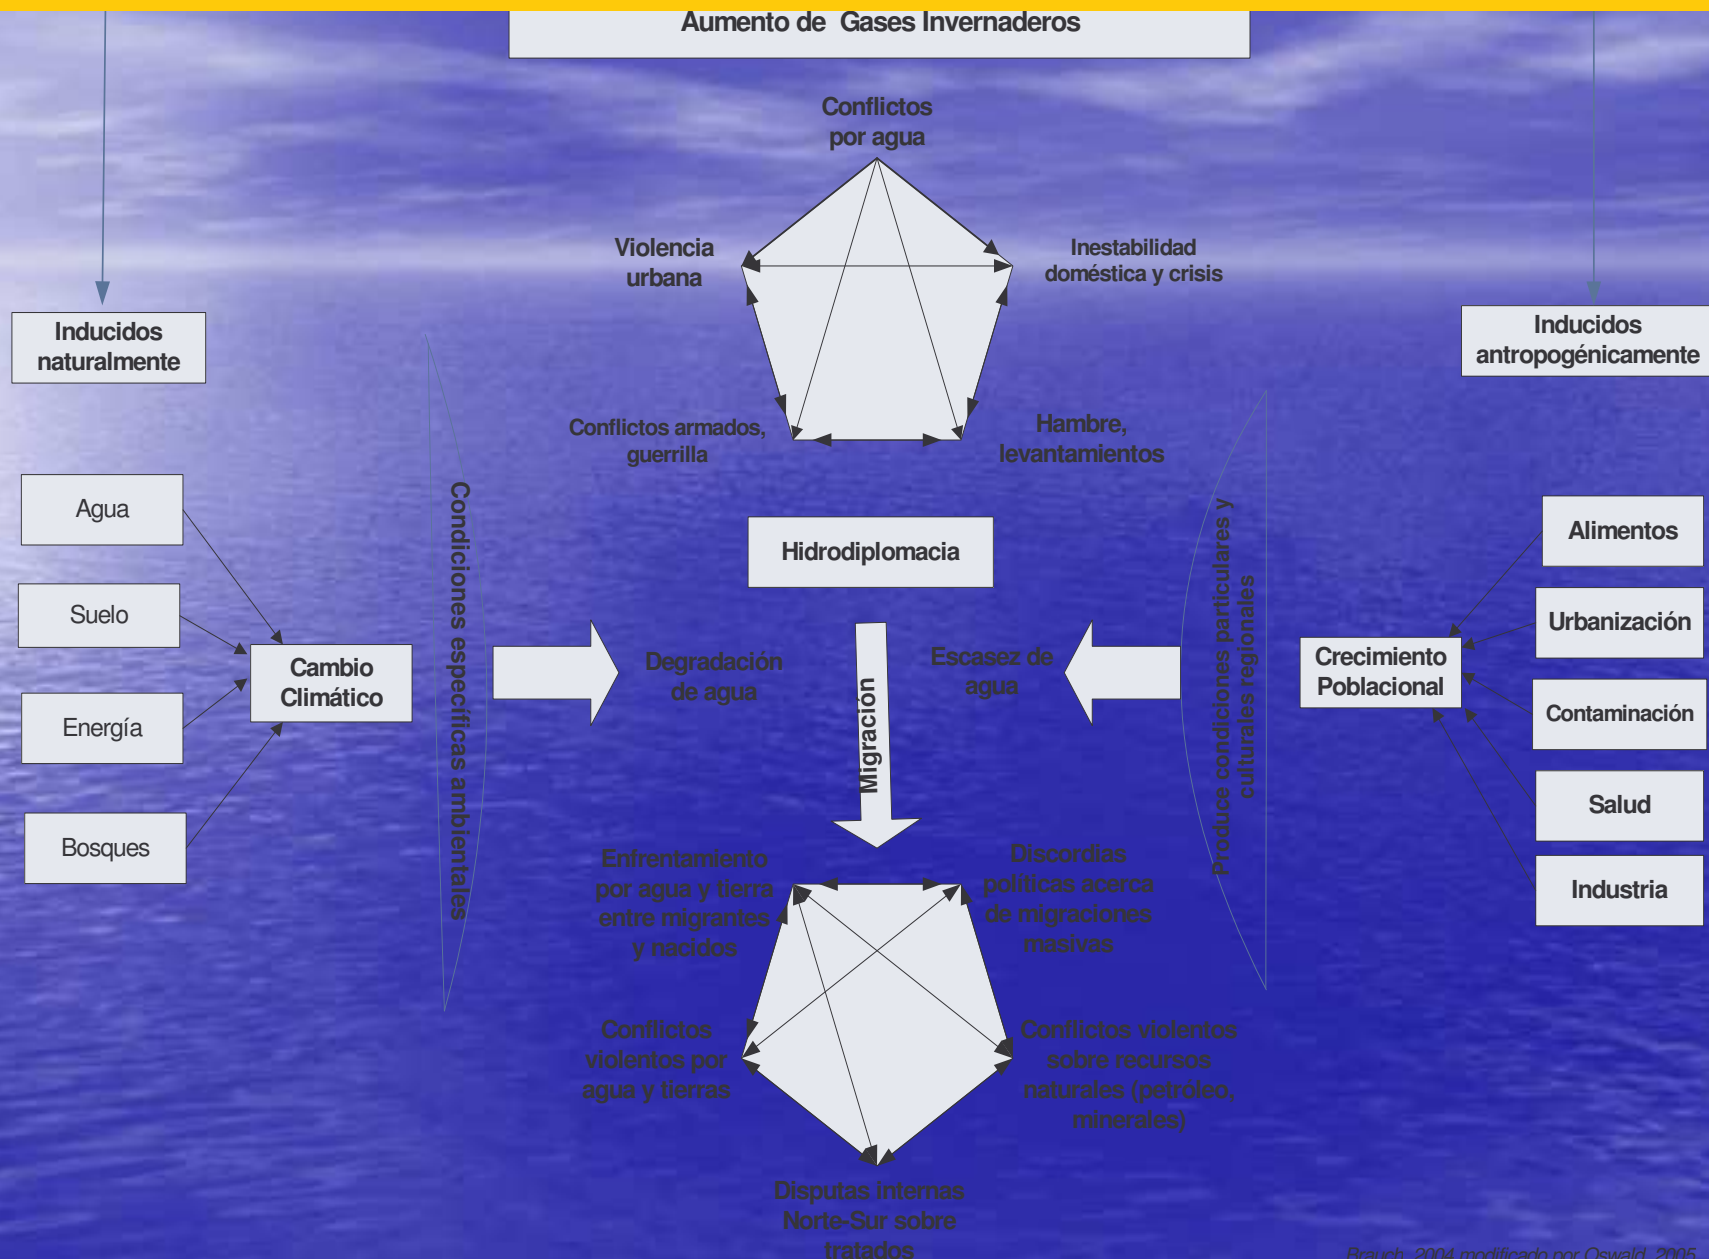 Aumento de Gases Invernaderos
Conflictos
por agua
Violencia
urbana
Inestabilidad
doméstica y crisis
Inducidos
naturalmente
Inducidos
antropogénicamente
Conflictos armados,
guerrilla
Hambre,
levantamientos
Agua
Suelo
Energía
Bosques
Cambio
Climático
Condiciones específicas ambientales
Hidrodiplomacia
Degradación
de agua
Migración
Escasez de
agua
Produce condiciones particulares y
culturales regionales
Crecimiento
Poblacional
Alimentos
Urbanización
Contaminación
Salud
Industria
Enfrentamiento
por agua y tierra
entre migrantes
y nacidos
Discordias
políticas acerca
de migraciones
masivas
Conflictos
violentos por
agua y tierras
Conflictos violentos
sobre recursos
naturales (petróleo,
minerales)
Disputas internas
Norte-Sur sobre
tratados
Brauch, 2004 modificado por Oswald, 2005